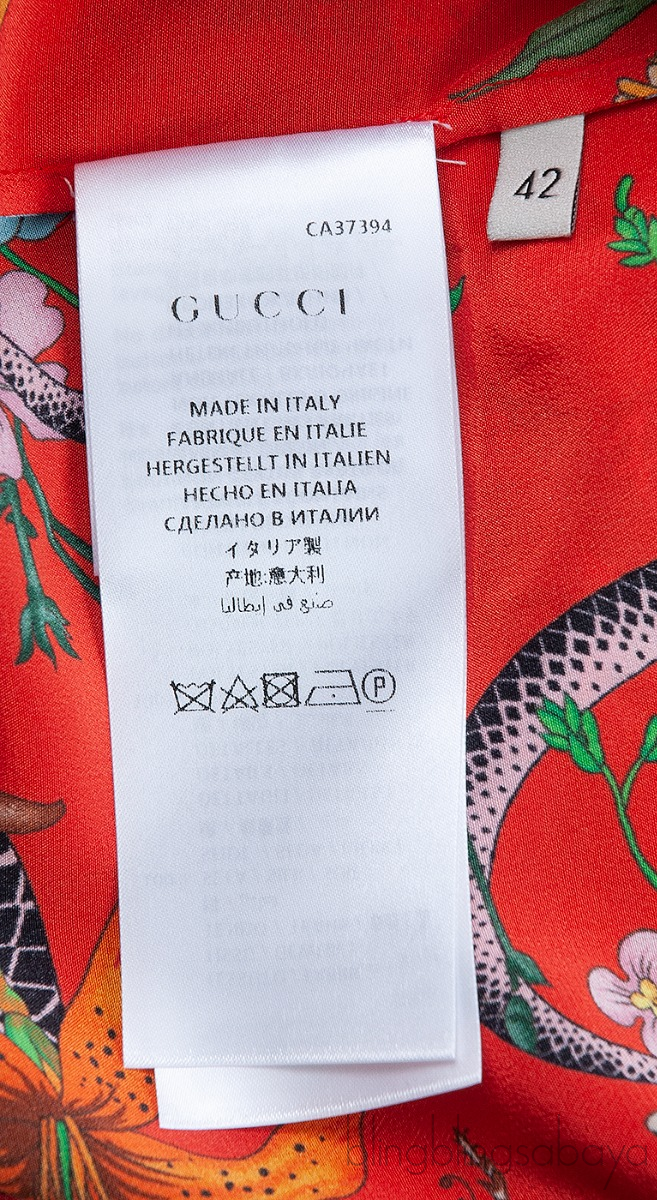 CA37394
42
GUCCI
MADE IN ITALY
FABRIQUE EN ITALIE
HERGESTELLT IN ITALIEN
HECHO EN ITALIA
СДЕЛАНО В ИТАЛИИ
イタリア製
产地:意大利
صنع في إيطاليا
P
blingblingsabaya